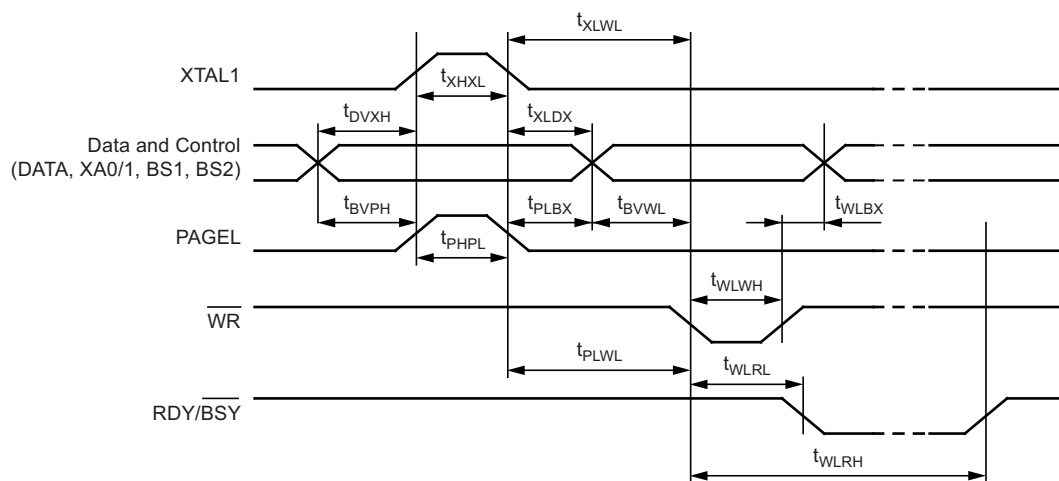 tXLWL
XTAL1
tXHXL
tDVXH
tXLDX
Data and Control
(DATA, XA0/1, BS1, BS2)
tBVPH
tPLBX
tBVWL
tWLBX
PAGEL
tPHPL
tWLWH
WR
tPLWL
tWLRL
RDY/BSY
tWLRH